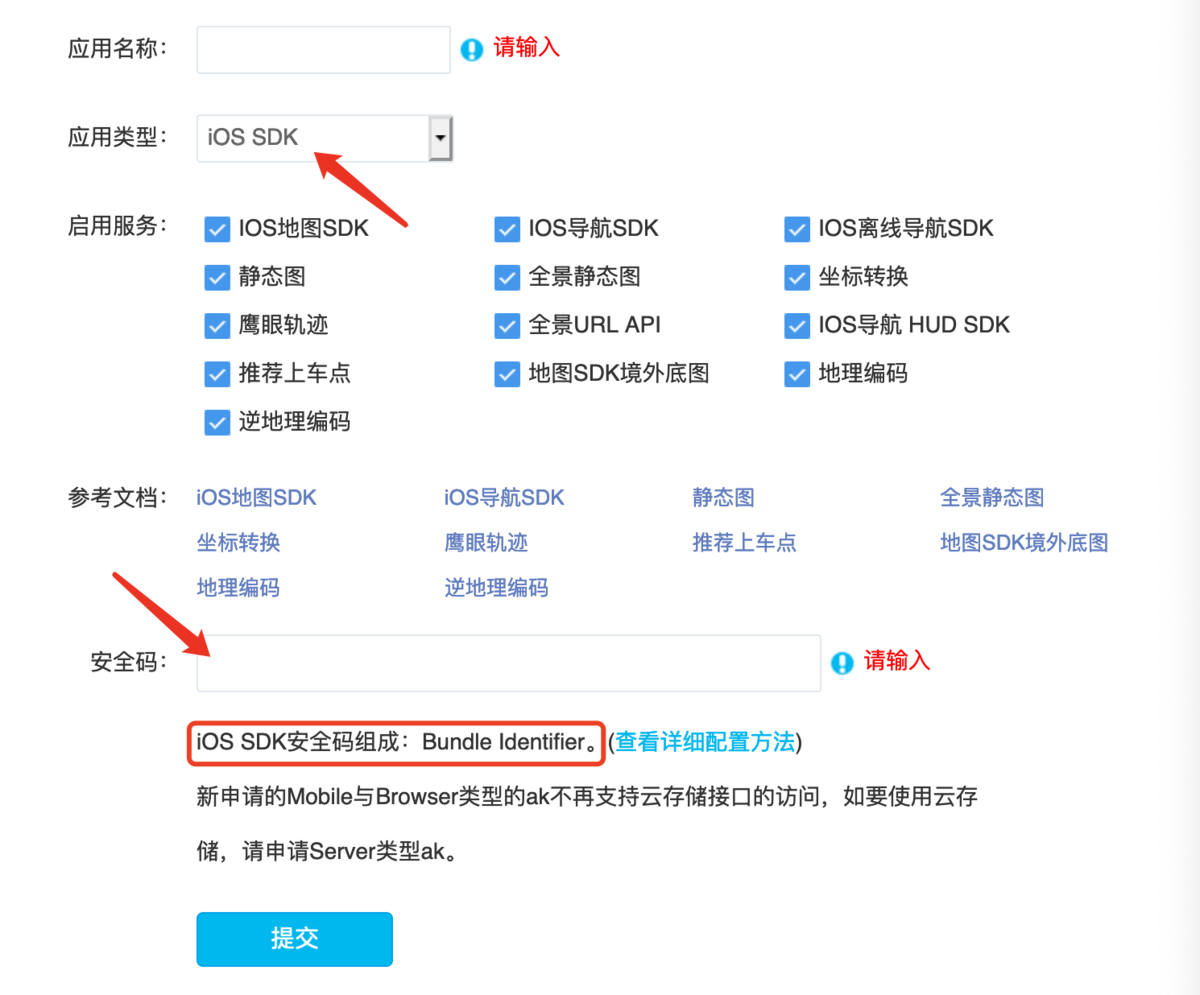 应用名称： 请输入
应用类型： iOS SDK
启用服务： IOS地图SDK IOS导航SDK IOS离线导航SDK
静态图 全景静态图 坐标转换
鹰眼轨迹 全景URL API IOS导航 HUD SDK
推荐上车点 地图SDK境外底图 地理编码
逆地理编码
参考文档： iOS地图SDK iOS导航SDK 静态图 全景静态图
坐标转换 鹰眼轨迹 推荐上车点 地图SDK境外底图
地理编码 逆地理编码
安全码： 请输入
iOS SDK安全码组成：Bundle Identifier。(查看详细配置方法)
新申请的Mobile与Browser类型的ak不再支持云存储接口的访问，如要使用云存
储，请申请Server类型ak。
提交